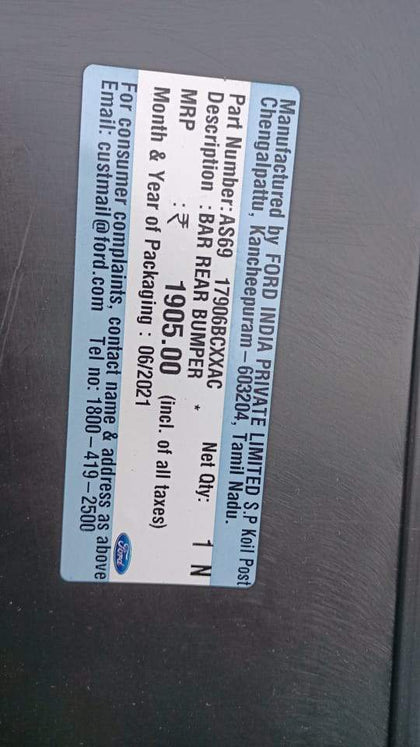 Manufactured by FORD INDIA PRIVATE LIMITED S.P Koil Post
Chengalpattu, Kancheepuram – 603204, Tamil Nadu.
Part Number: AS69 17906BCXXAC * Net Qty: 1 N
Description : BAR REAR BUMPER
MRP : ₹ 1905.00 (incl. of all taxes)
Month & Year of Packaging : 06/2021
For consumer complaints, contact name & address as above
Email: custmail@ford.com Tel no: 1800–419–2500
Ford